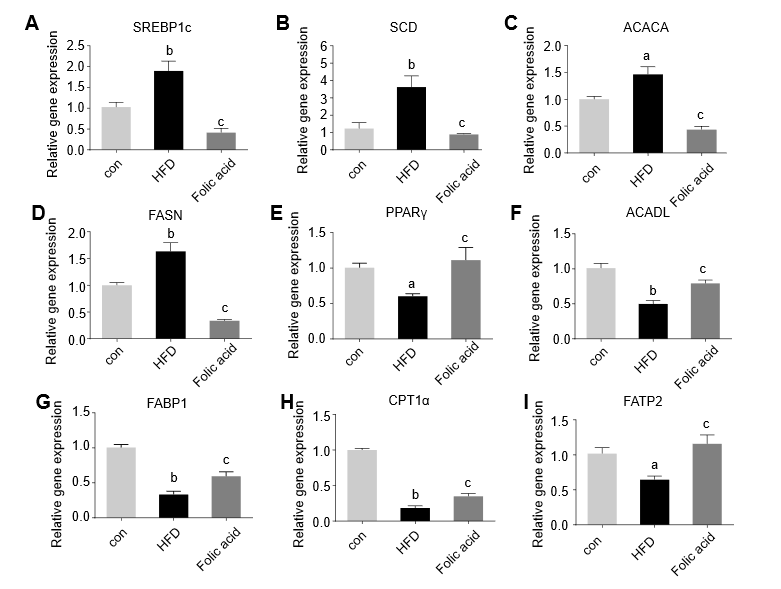 A
SREBP1c
Relative gene expression
2.5
2.0
1.5
1.0
0.5
0.0
b
c
con
HFD
Folic acid
B
SCD
Relative gene expression
6
5
4
3
2
1
0
b
c
con
HFD
Folic acid
C
ACACA
Relative gene expression
2.0
1.5
1.0
0.5
0.0
a
c
con
HFD
Folic acid
D
FASN
Relative gene expression
2.0
1.5
1.0
0.5
0.0
b
c
con
HFD
Folic acid
E
PPARγ
Relative gene expression
1.5
1.0
0.5
0.0
a
c
con
HFD
Folic acid
F
ACADL
Relative gene expression
1.5
1.0
0.5
0.0
b
c
con
HFD
Folic acid
G
FABP1
Relative gene expression
1.5
1.0
0.5
0.0
b
c
con
HFD
Folic acid
H
CPT1α
Relative gene expression
1.5
1.0
0.5
0.0
b
c
con
HFD
Folic acid
I
FATP2
Relative gene expression
1.5
1.0
0.5
0.0
a
c
con
HFD
Folic acid